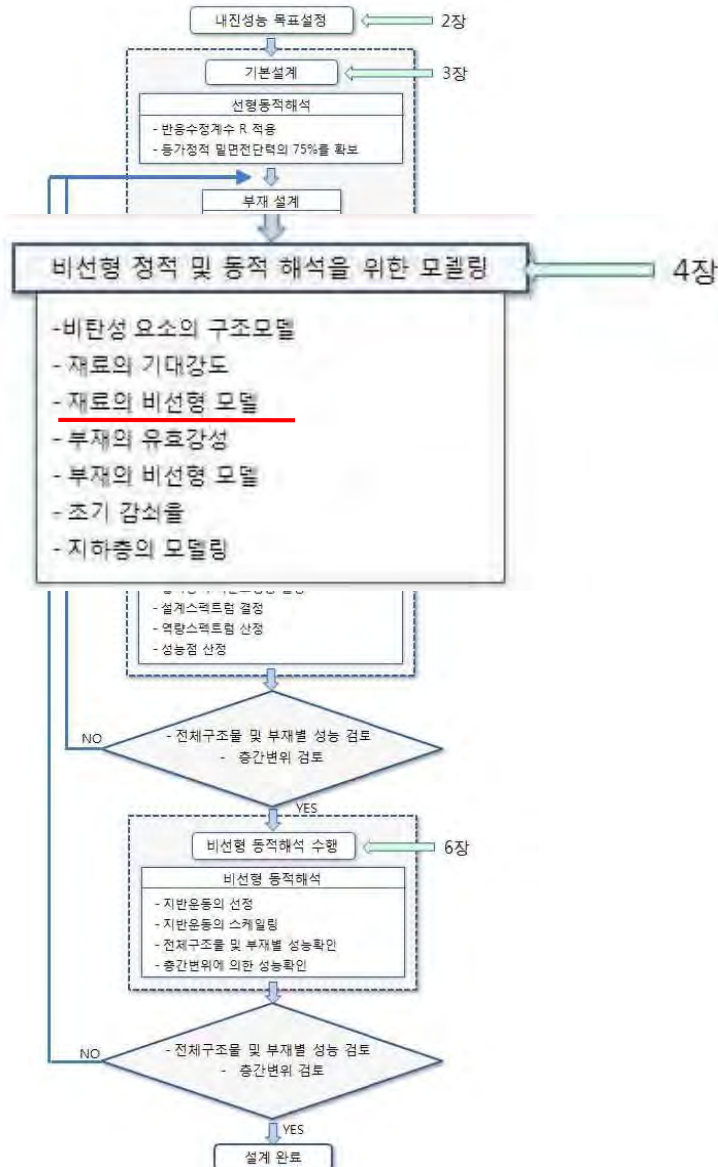 내진성능 목표설정
2장
기본설계
3장
선형동적해석
- 반응수정계수 R 적용
- 등가정적 밑면전단력의 75%를 확보
부재 설계
비선형 정적 및 동적 해석을 위한 모델링
4장
-비탄성 요소의 구조모델
- 재료의 기대강도
- 재료의 비선형 모델
- 부재의 유효강성
- 부재의 비선형 모델
- 초기 감쇠율
- 지하층의 모델링
- 설계스펙트럼 결정
- 역량스펙트럼 산정
- 성능점 산정
NO
- 전체구조물 및 부재별 성능 검토
- 층간변위 검토
YES
비선형 동적해석 수행
6장
비선형 동적해석
- 지반운동의 선정
- 지반운동의 스케일링
- 전체구조물 및 부재별 성능확인
- 층간변위에 의한 성능확인
NO
- 전체구조물 및 부재별 성능 검토
- 층간변위 검토
YES
설계 완료